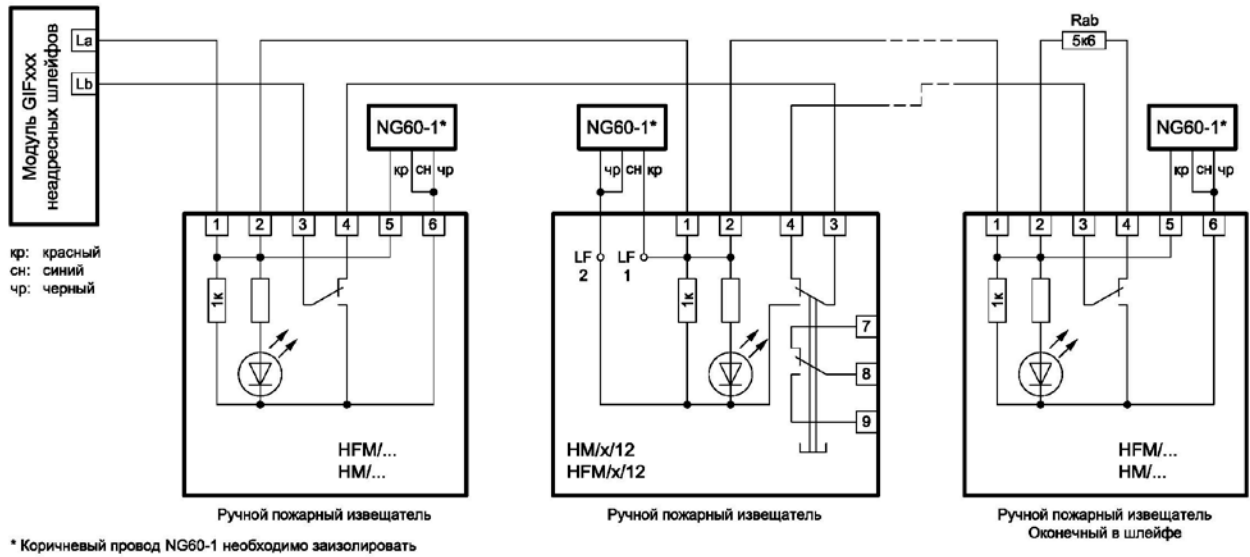 Модуль GIFxxx
неадресных шлейфов
La
Lb
кр: красный
сн: синий
чр: черный
NG60-1*
кр сн чр
1 2 3 4 5 6
1к
HFM/...
HM/...
Ручной пожарный извещатель
NG60-1*
чр сн кр
1 2 4 3
LF
2
LF
1
1к
7
8
9
HM/x/12
HFM/x/12
Ручной пожарный извещатель
Rab
5к6
NG60-1*
кр сн чр
1 2 3 4 5 6
1к
HFM/...
HM/...
Ручной пожарный извещатель
Оконечный в шлейфе
* Коричневый провод NG60-1 необходимо заизолировать